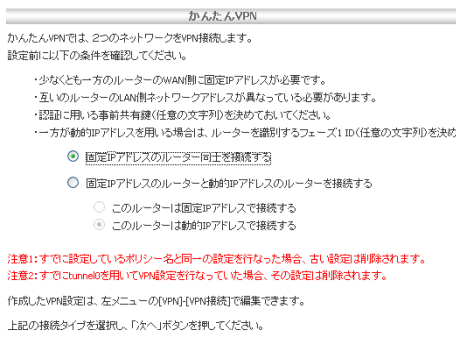 かんたんVPN
かんたんVPNでは、2つのネットワークをVPN接続します。
設定前に以下の条件を確認してください。
・少なくとも一方のルーターのWAN側に固定IPアドレスが必要です。
・互いのルーターのLAN側ネットワークアドレスが異なっている必要があります。
・認証に用いる事前共有鍵(任意の文字列)を決めておいてください。
・一方が動的IPアドレスを用いる場合は、ルーターを識別するフェーズ1 ID(任意の文字列)を決め
固定IPアドレスのルーター同士を接続する
固定IPアドレスのルーターと動的IPアドレスのルーターを接続する
このルーターは固定IPアドレスで接続する
このルーターは動的IPアドレスで接続する
注意1:すでに設定しているポリシー名と同一の設定を行なった場合、古い設定は削除されます。
注意2:すでにtunnel0を用いてVPN設定を行なっていた場合、その設定は削除されます。
作成したVPN設定は、左メニューの[VPN]-[VPN接続]で編集できます。
上記の接続タイプを選択し、「次へ」ボタンを押してください。